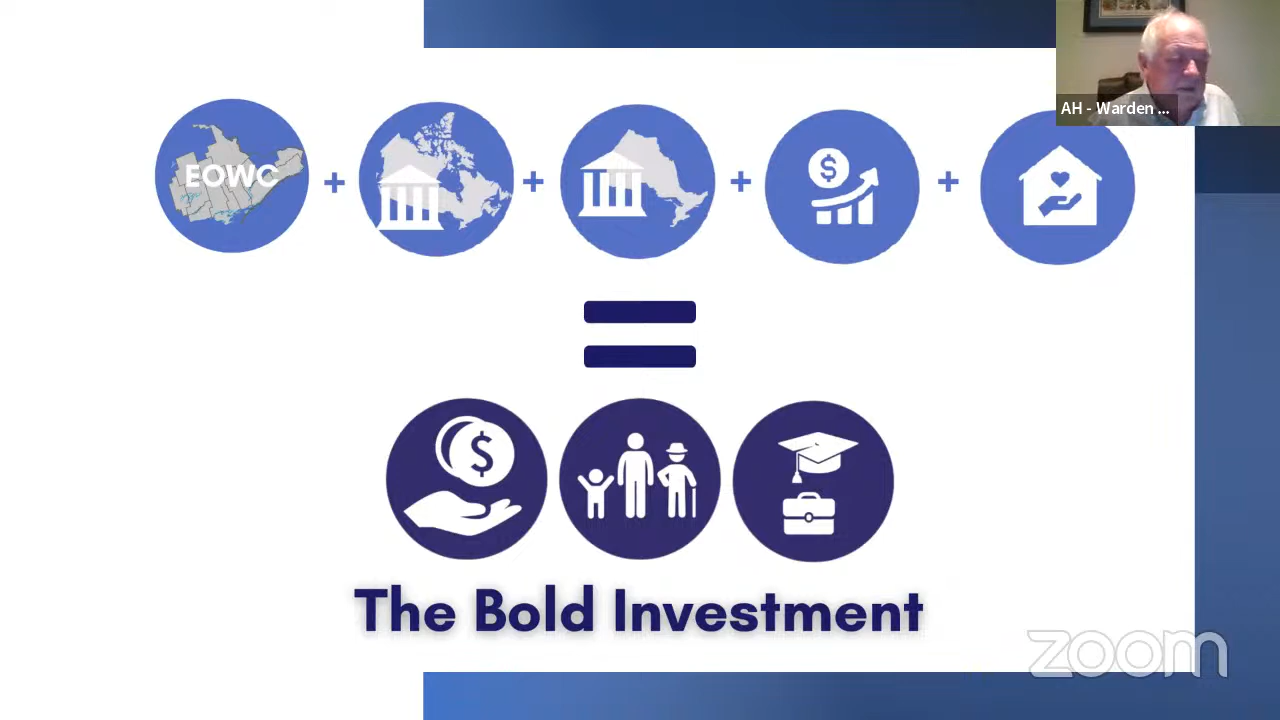 AH - Warden ...
EOWC
+ + + +
$
=
$
The Bold Investment
zoom